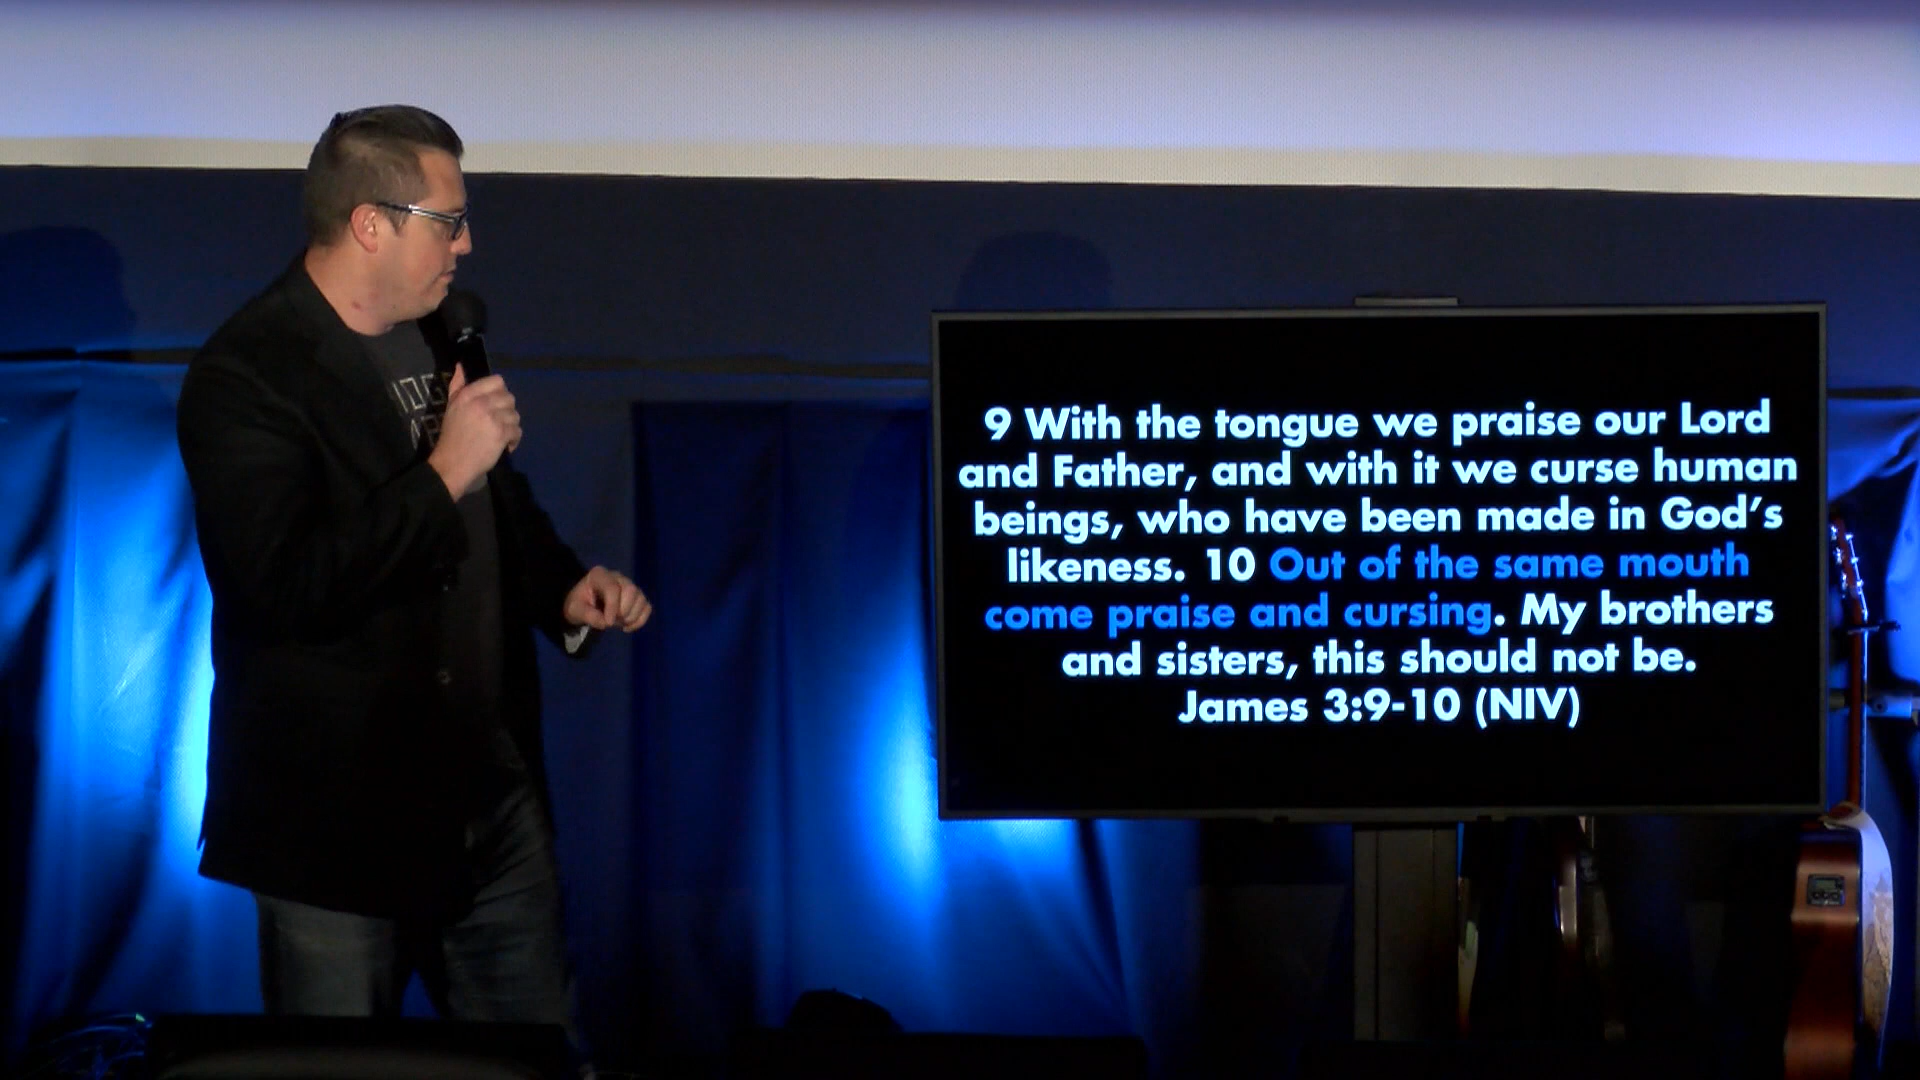 9 With the tongue we praise our Lord
and Father, and with it we curse human
beings, who have been made in God's
likeness. 10 Out of the same mouth
come praise and cursing. My brothers
and sisters, this should not be.
James 3:9-10 (NIV)